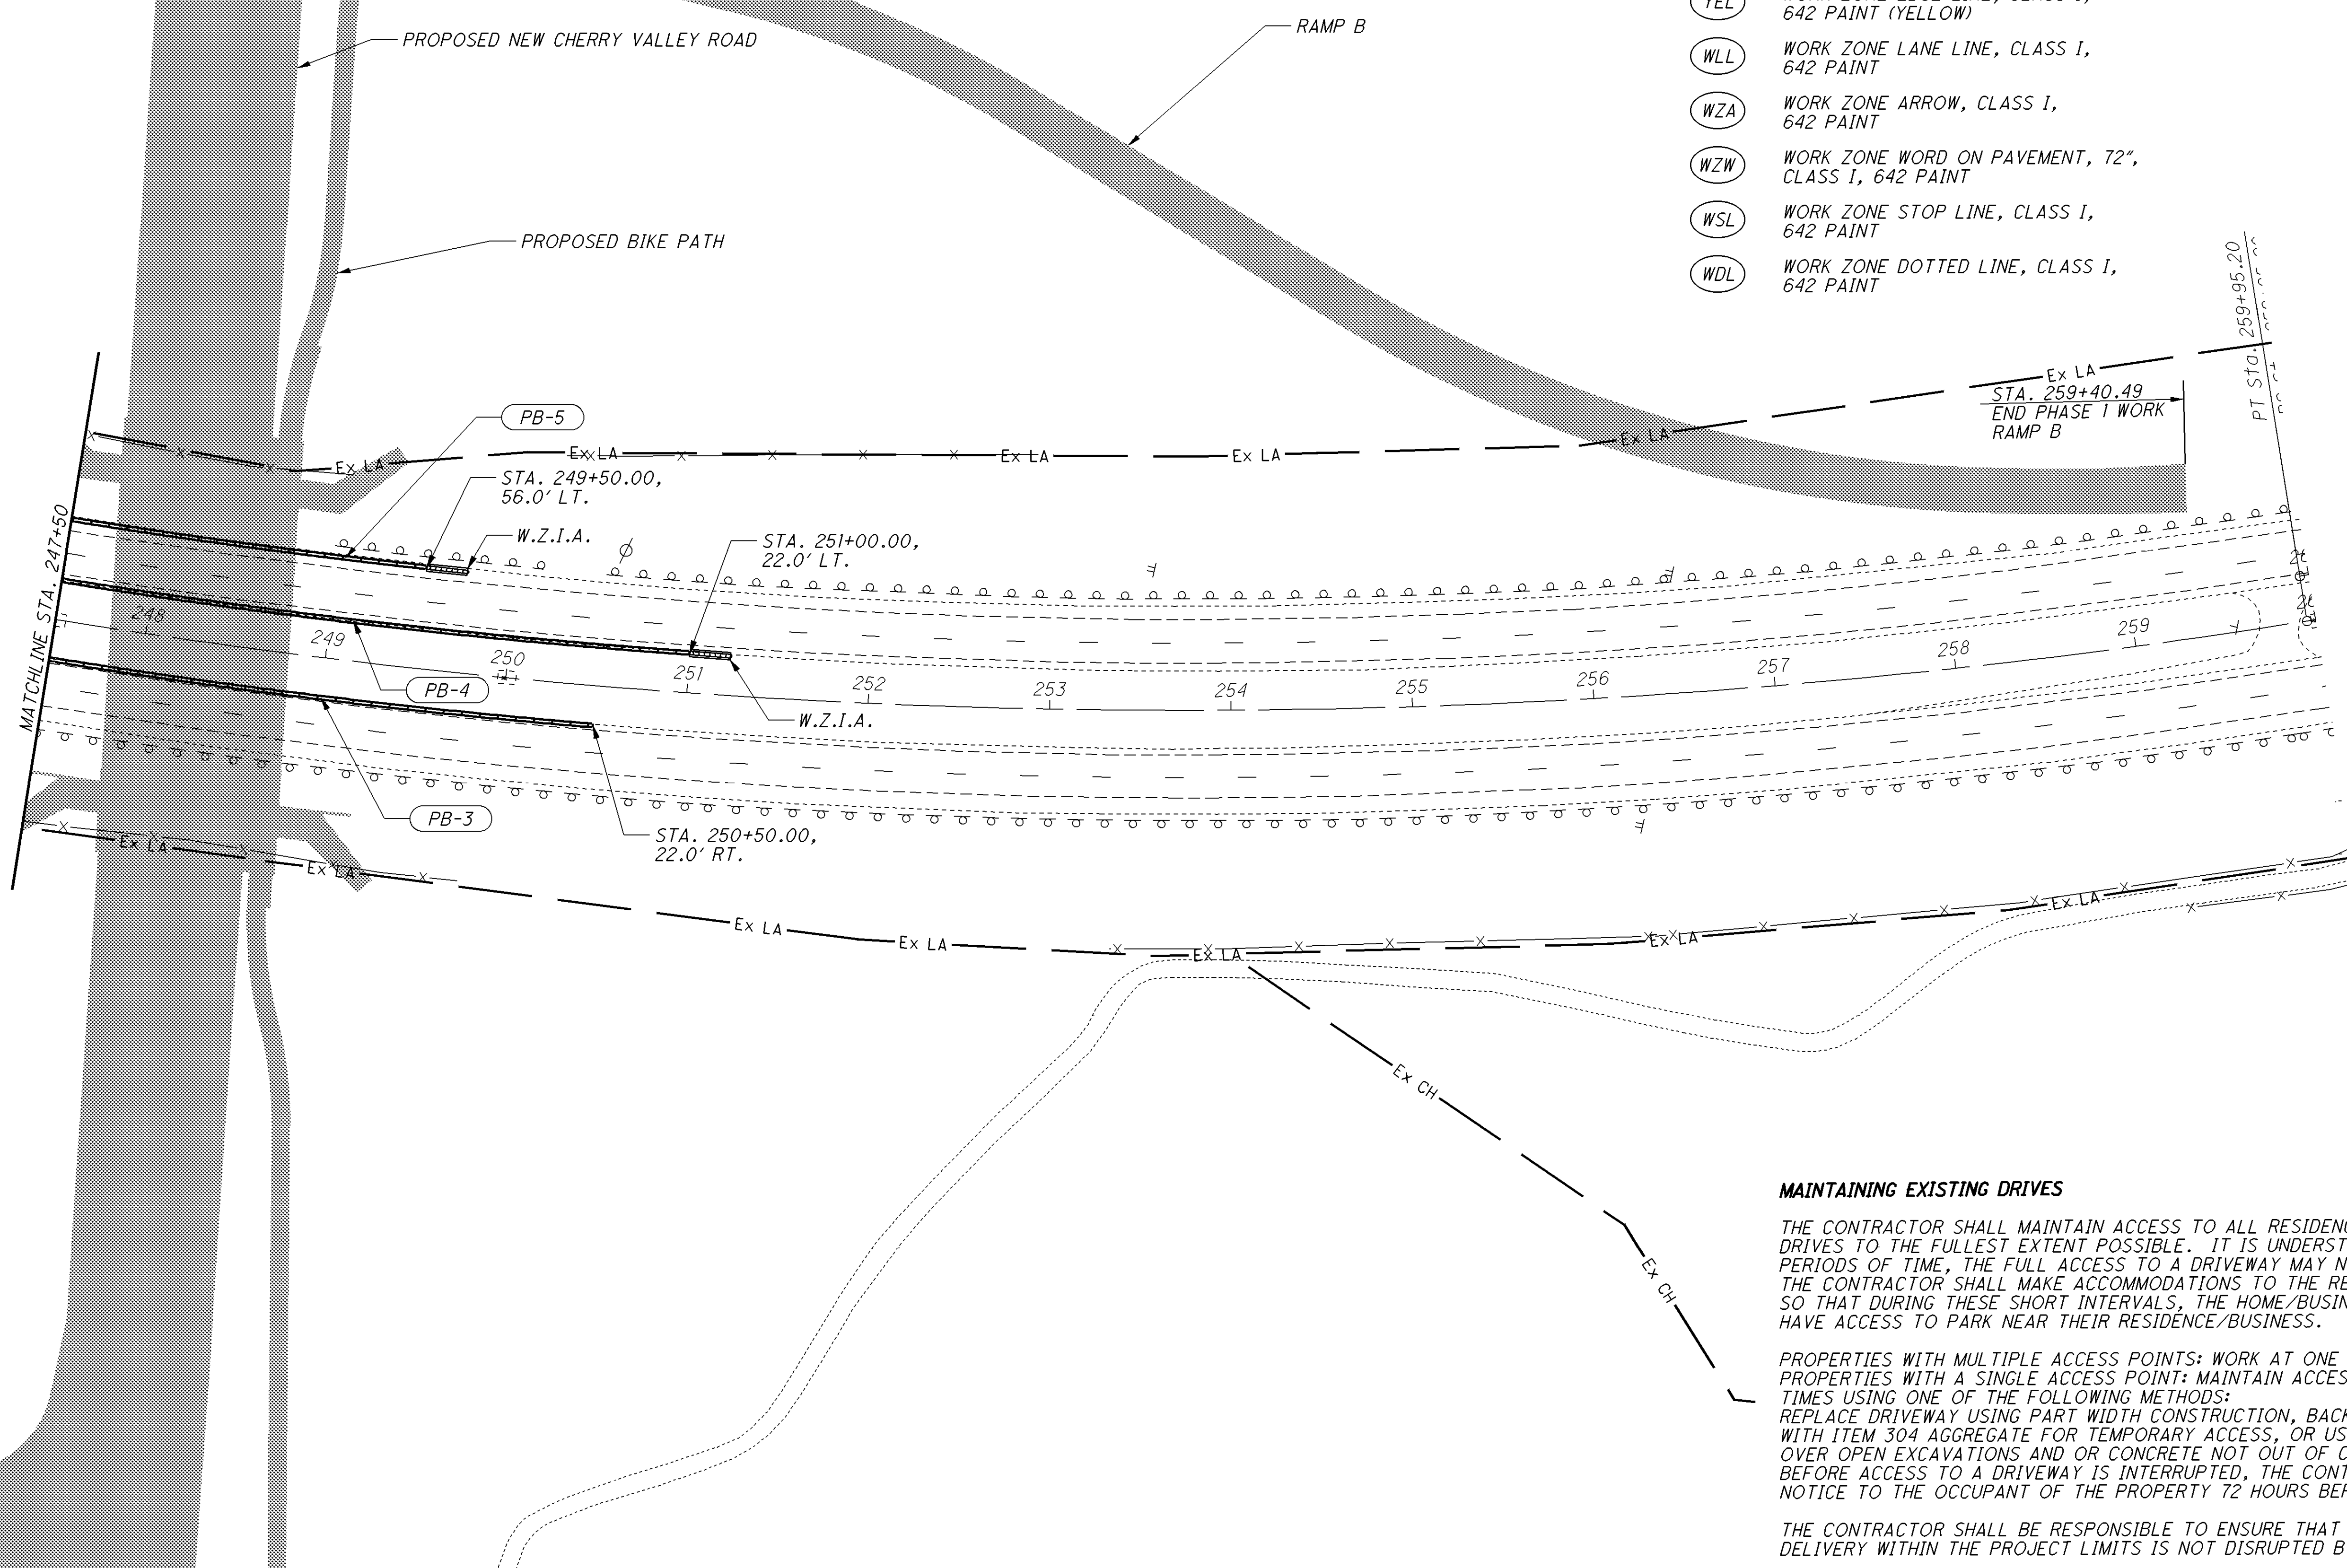 PROPOSED NEW CHERRY VALLEY ROAD
RAMP B
PROPOSED BIKE PATH
YEL
642 PAINT (YELLOW)
WLL
WORK ZONE LANE LINE, CLASS I,
642 PAINT
WZA
WORK ZONE ARROW, CLASS I,
642 PAINT
WZW
WORK ZONE WORD ON PAVEMENT, 72",
CLASS I, 642 PAINT
WSL
WORK ZONE STOP LINE, CLASS I,
642 PAINT
WDL
WORK ZONE DOTTED LINE, CLASS I,
642 PAINT
PT Sta. 259+95.20
Ex LA
STA. 259+40.49
END PHASE 1 WORK
RAMP B
PB-5
Ex LA
Ex LA
Ex LA
Ex LA
Ex LA
STA. 249+50.00,
56.0' LT.
W.Z.I.A.
STA. 251+00.00,
22.0' LT.
MATCHLINE STA. 247+50
248
249
250
251
252
253
254
255
256
257
258
259
PB-4
W.Z.I.A.
PB-3
STA. 250+50.00,
22.0' RT.
Ex LA
Ex LA
Ex LA
Ex LA
Ex LA
Ex LA
Ex LA
Ex CH
Ex CH
MAINTAINING EXISTING DRIVES
THE CONTRACTOR SHALL MAINTAIN ACCESS TO ALL
DRIVES TO THE FULLEST EXTENT POSSIBLE. IT IS
PERIODS OF TIME, THE FULL ACCESS TO A DRIVEWAY MAY
THE CONTRACTOR SHALL MAKE ACCOMMODATIONS TO THE
SO THAT DURING THESE SHORT INTERVALS, THE
HAVE ACCESS TO PARK NEAR THEIR RESIDENCE/BUSINESS.
PROPERTIES WITH MULTIPLE ACCESS POINTS: WORK AT ONE
PROPERTIES WITH A SINGLE ACCESS POINT: MAINTAIN
TIMES USING ONE OF THE FOLLOWING METHODS:
REPLACE DRIVEWAY USING PART WIDTH CONSTRUCTION,
WITH ITEM 304 AGGREGATE FOR TEMPORARY ACCESS, OR
OVER OPEN EXCAVATIONS AND OR CONCRETE NOT OUT OF
BEFORE ACCESS TO A DRIVEWAY IS INTERRUPTED, THE
NOTICE TO THE OCCUPANT OF THE PROPERTY 72 HOURS
THE CONTRACTOR SHALL BE RESPONSIBLE TO ENSURE THAT
DELIVERY WITHIN THE PROJECT LIMITS IS NOT DISRUPTED